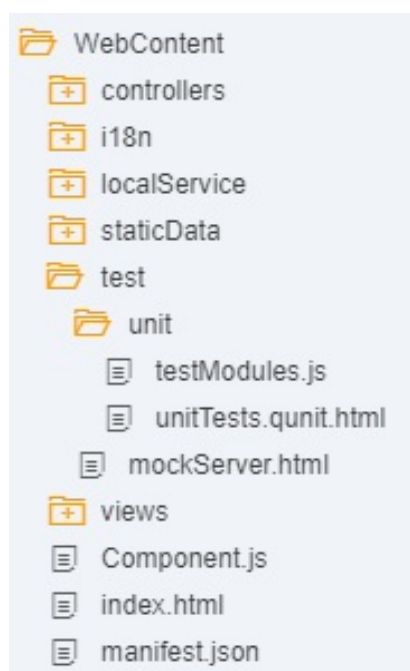 WebContent
controllers
i18n
localService
staticData
test
unit
testModules.js
unitTests.qunit.html
mockServer.html
views
Component.js
index.html
manifest.json